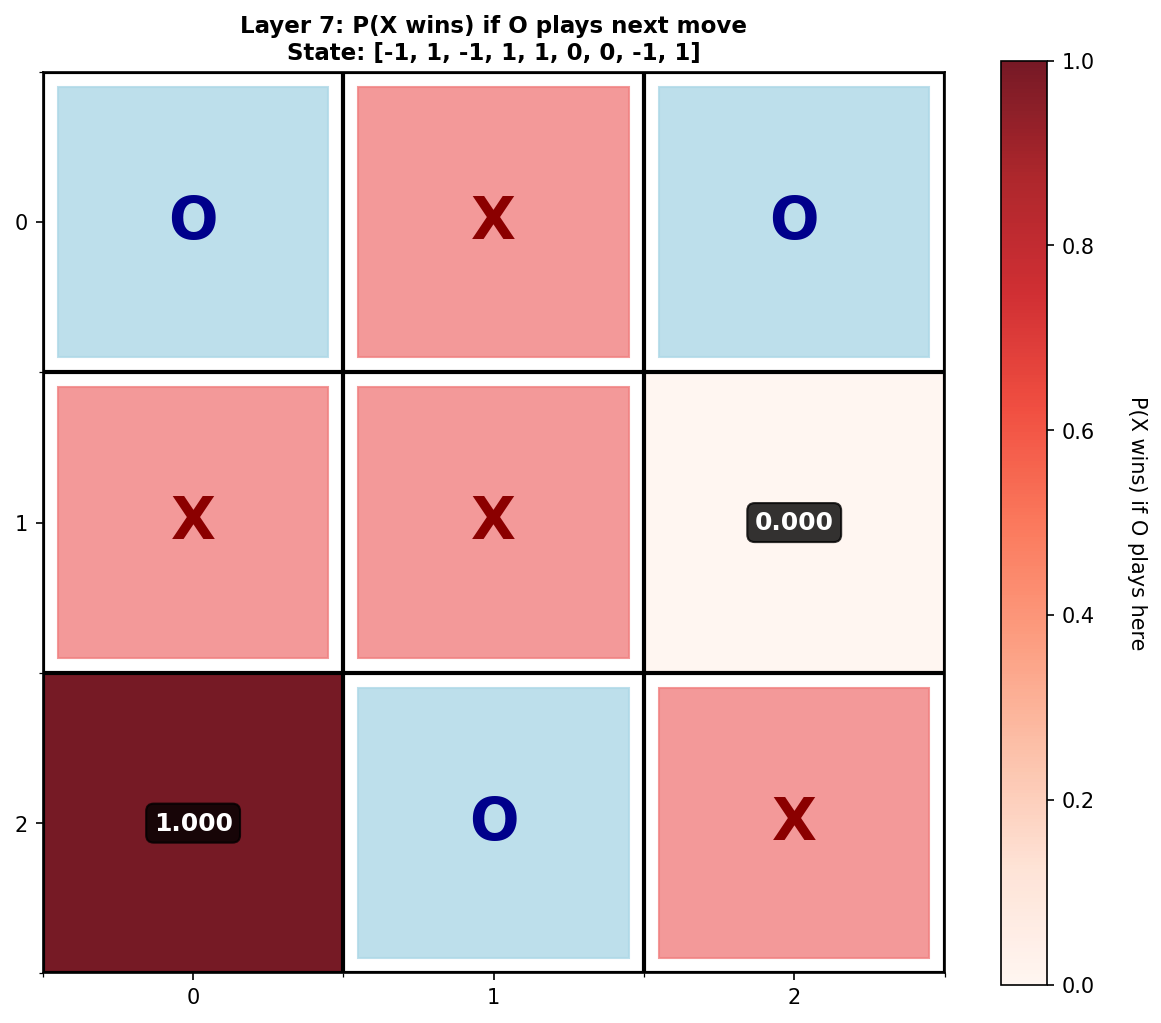 Layer 7: P(X wins) if O plays next move
State: [-1, 1, -1, 1, 1, 0, 0, -1, 1]
1.0
0.8
0.6
0.4
0.2
0.0
P(X wins) if O plays here
0
O X O
1
X X 0.000
2
1.000 O X
0 1 2